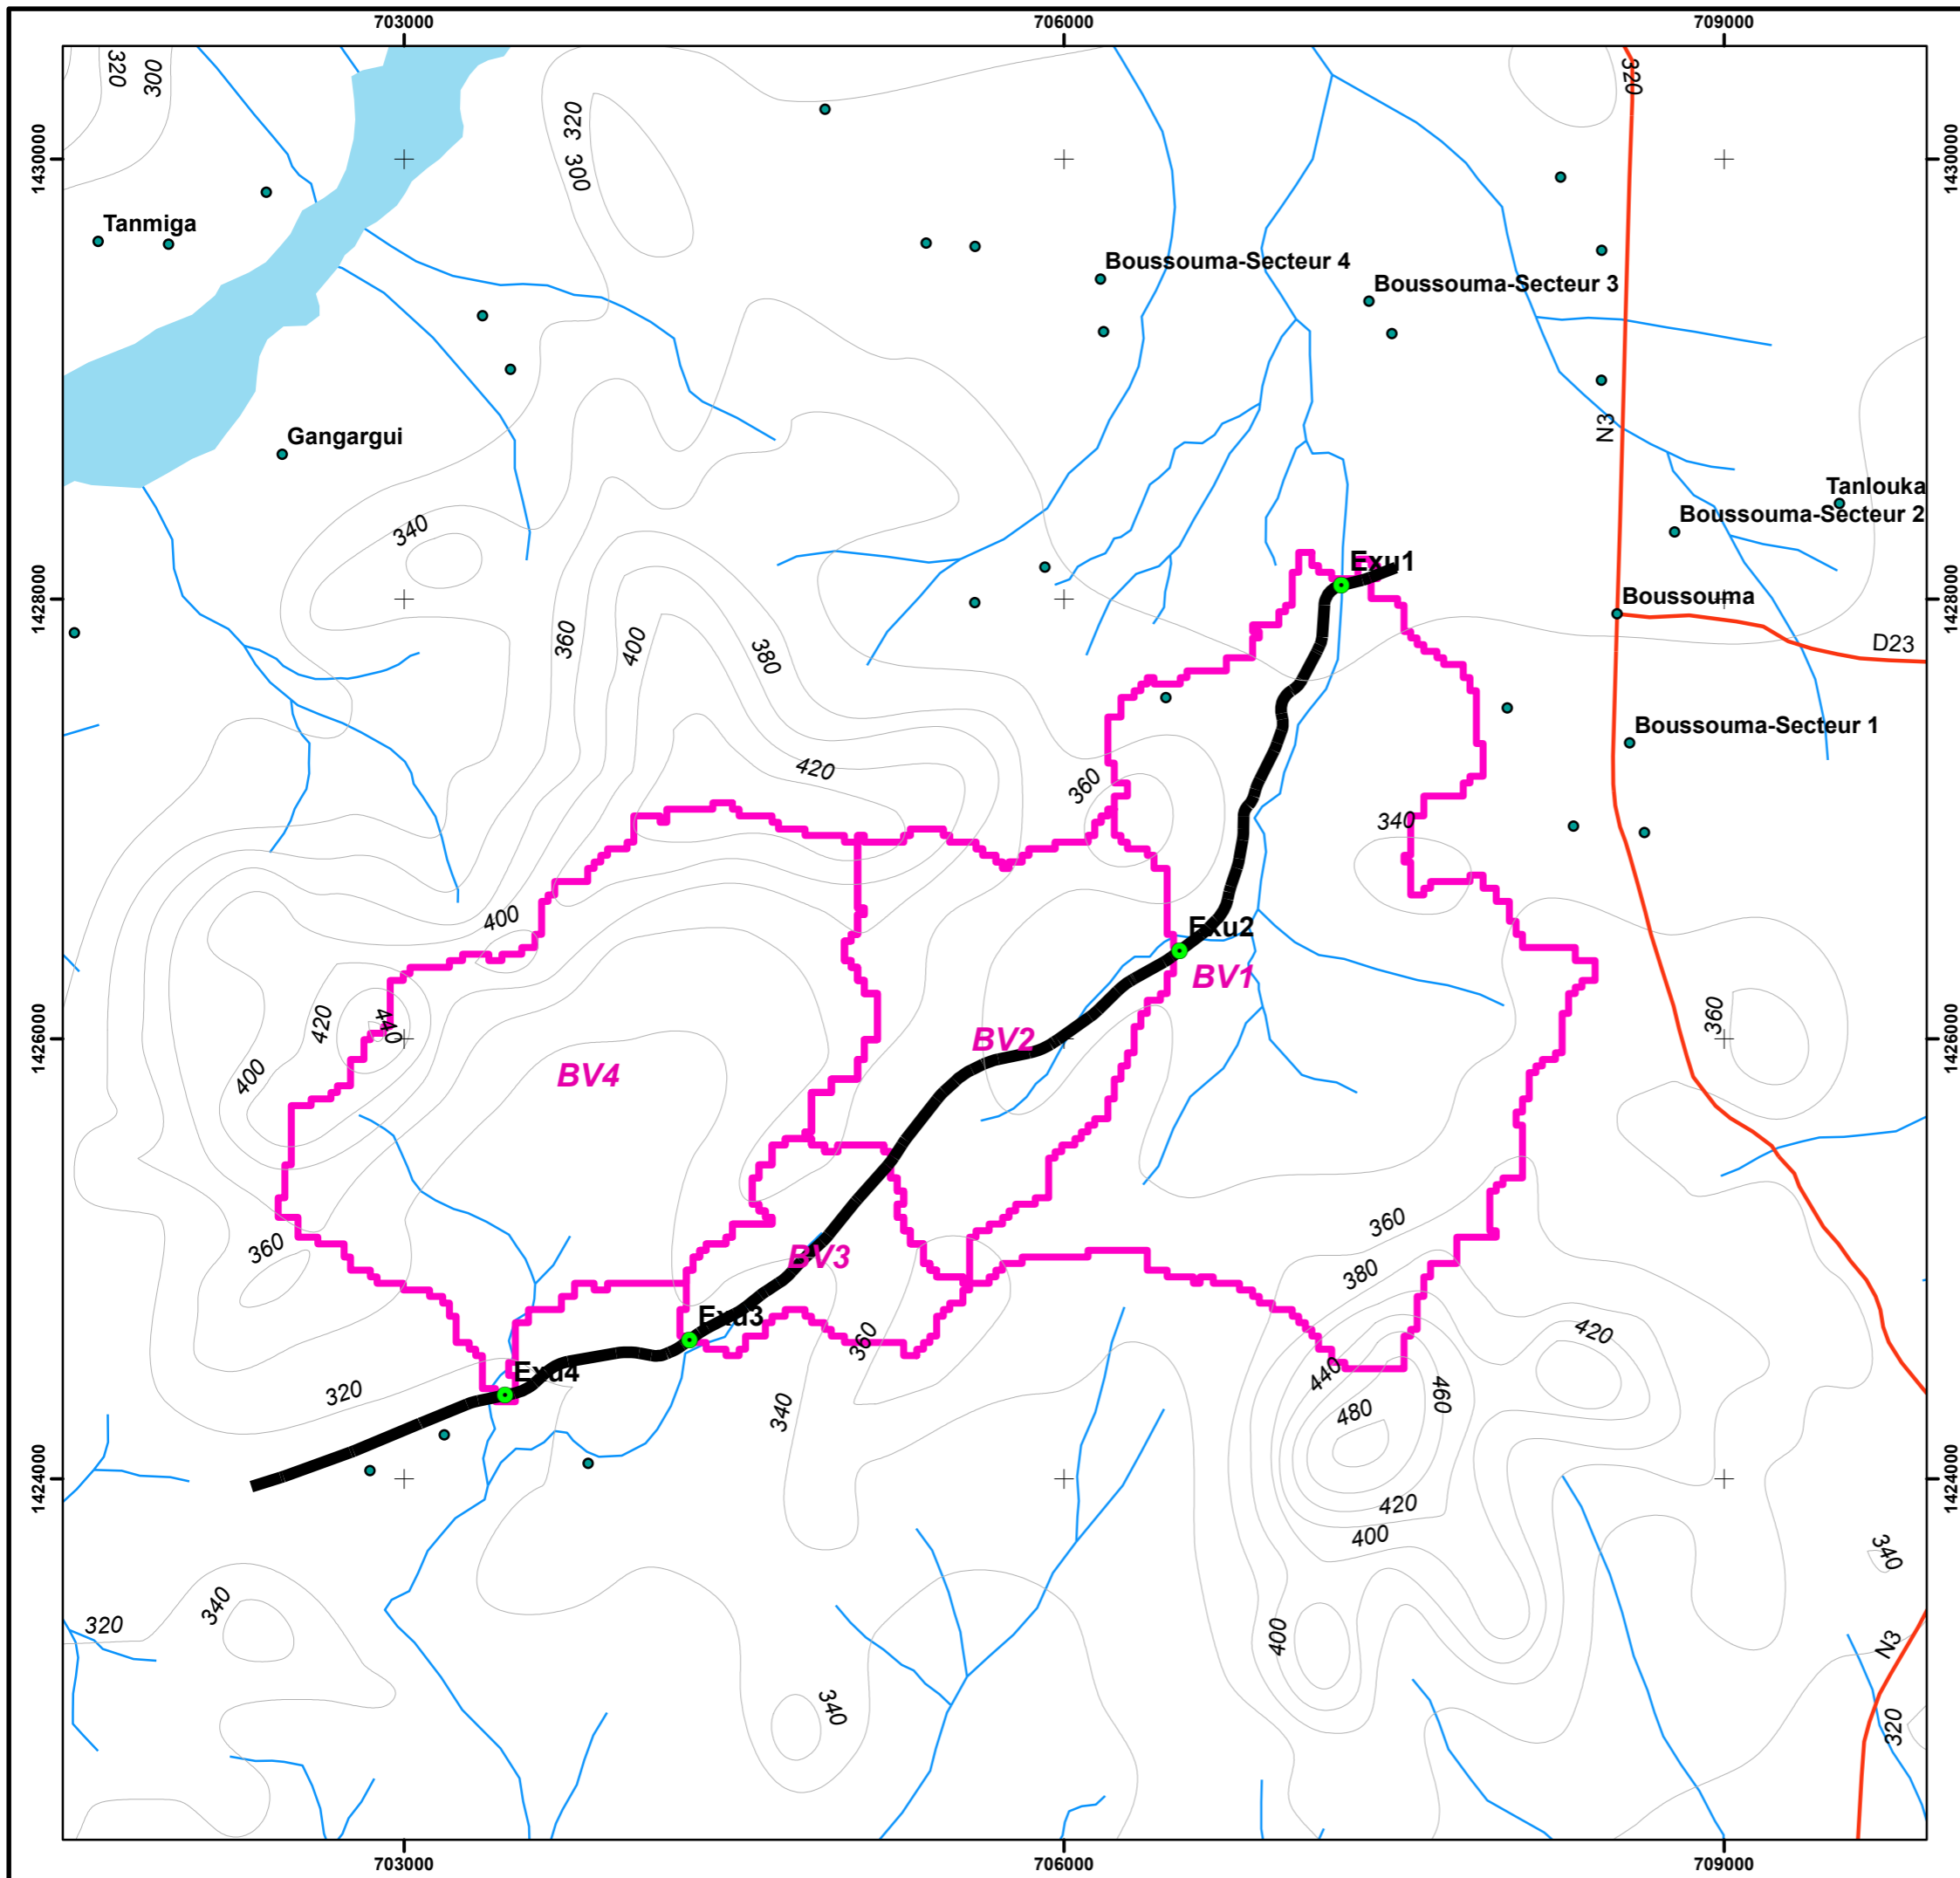 703000
706000
709000
320
300
320
320
300
1430000
1430000
Tanmiga
Boussouma-Secteur 4
Boussouma-Secteur 3
N3
Gangargui
Tanlouka
Boussouma-Secteur 2
340
Exu1
1428000
1428000
Boussouma
360
400
380
D23
Boussouma-Secteur 1
420
360
340
400
Exu2
BV1
420
440
360
BV2
1426000
1426000
400
BV4
360
360
BV3
380
Exu3
360
420
Exu4
440
460
320
340
480
1424000
1424000
420
400
340
340
320
400
N3
340
320
703000
706000
709000